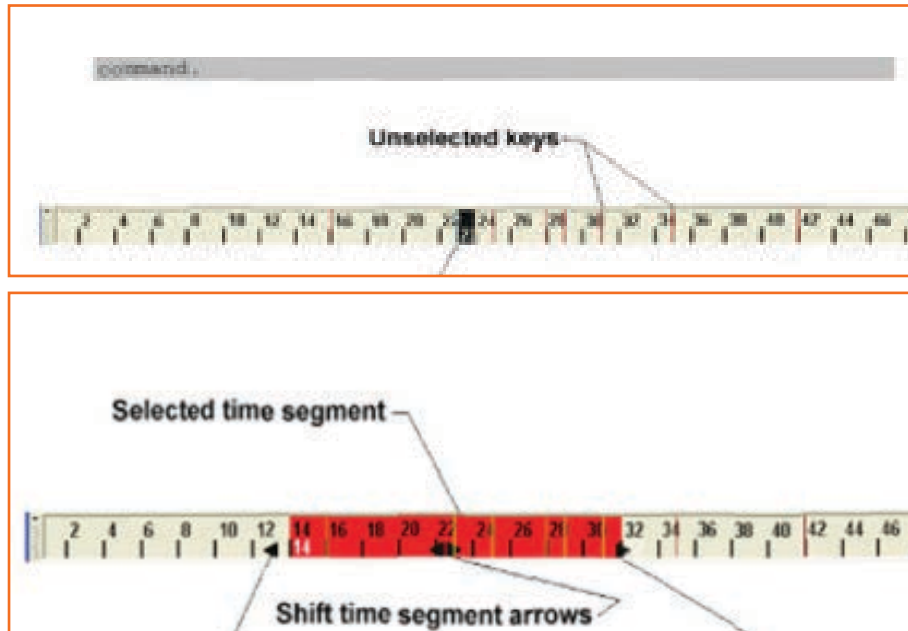 command.
Unselected keys
2 4 6 8 10 12 14 16 18 20 22 24 26 28 30 32 34 36 38 40 42 44 46
Selected time segment
2 4 6 8 10 12 14 16 18 20 22 24 26 28 30 32 34 36 38 40 42 44 46
14
Shift time segment arrows